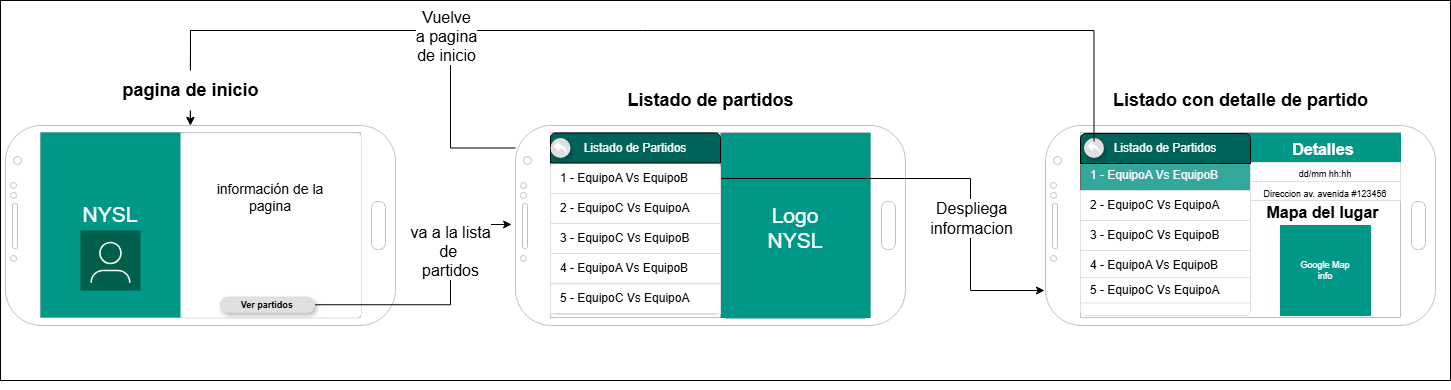 Vuelve
a pagina
de inicio
pagina de inicio
NYSL
información de la
pagina
Ver partidos
va a la lista
de
partidos
Listado de partidos
Listado de Partidos
1 - EquipoA Vs EquipoB
2 - EquipoC Vs EquipoA
3 - EquipoC Vs EquipoB
4 - EquipoA Vs EquipoB
5 - EquipoC Vs EquipoA
Logo
NYSL
Despliega
informacion
Listado con detalle de partido
Listado de Partidos
1 - EquipoA Vs EquipoB
2 - EquipoC Vs EquipoA
3 - EquipoC Vs EquipoB
4 - EquipoA Vs EquipoB
5 - EquipoC Vs EquipoA
Detalles
dd/mm hh:hh
Direccion av. avenida #123456
Mapa del lugar
Google Map
info